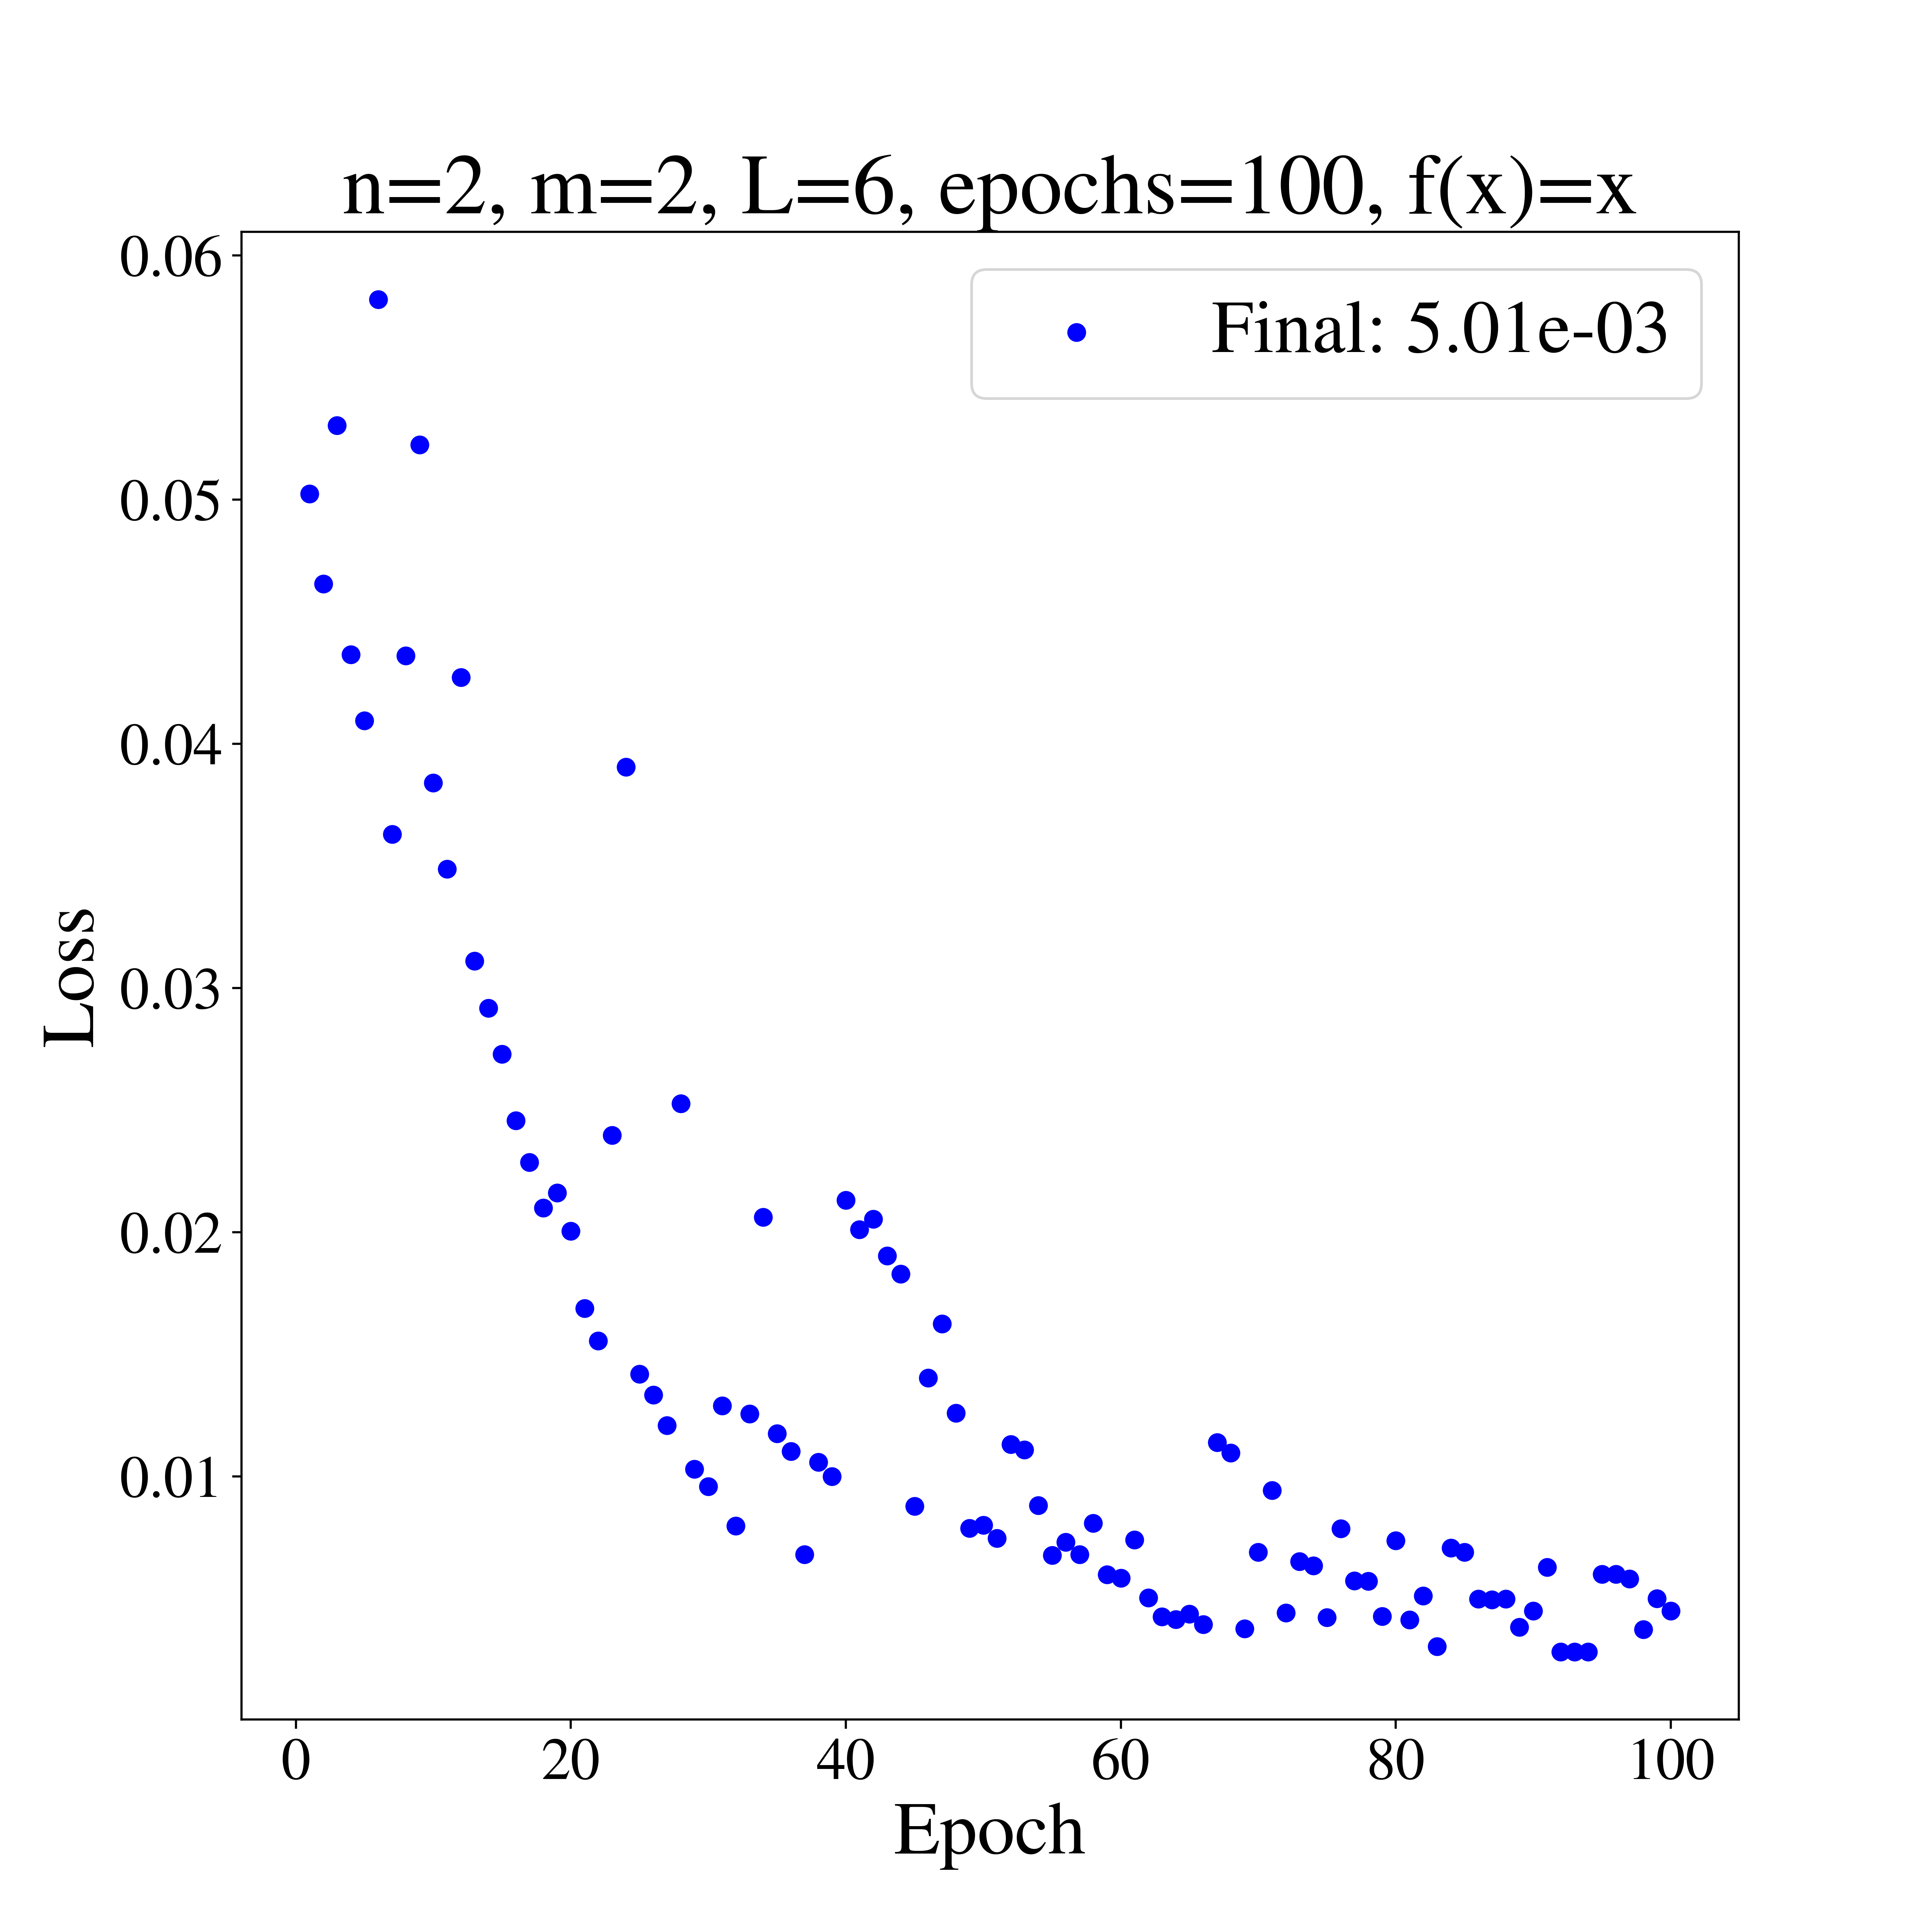 n=2, m=2, L=6, epochs=100, f(x)=x
Final: 5.01e-03
0.06
0.05
0.04
0.03
0.02
0.01
Loss
0 20 40 60 80 100
Epoch